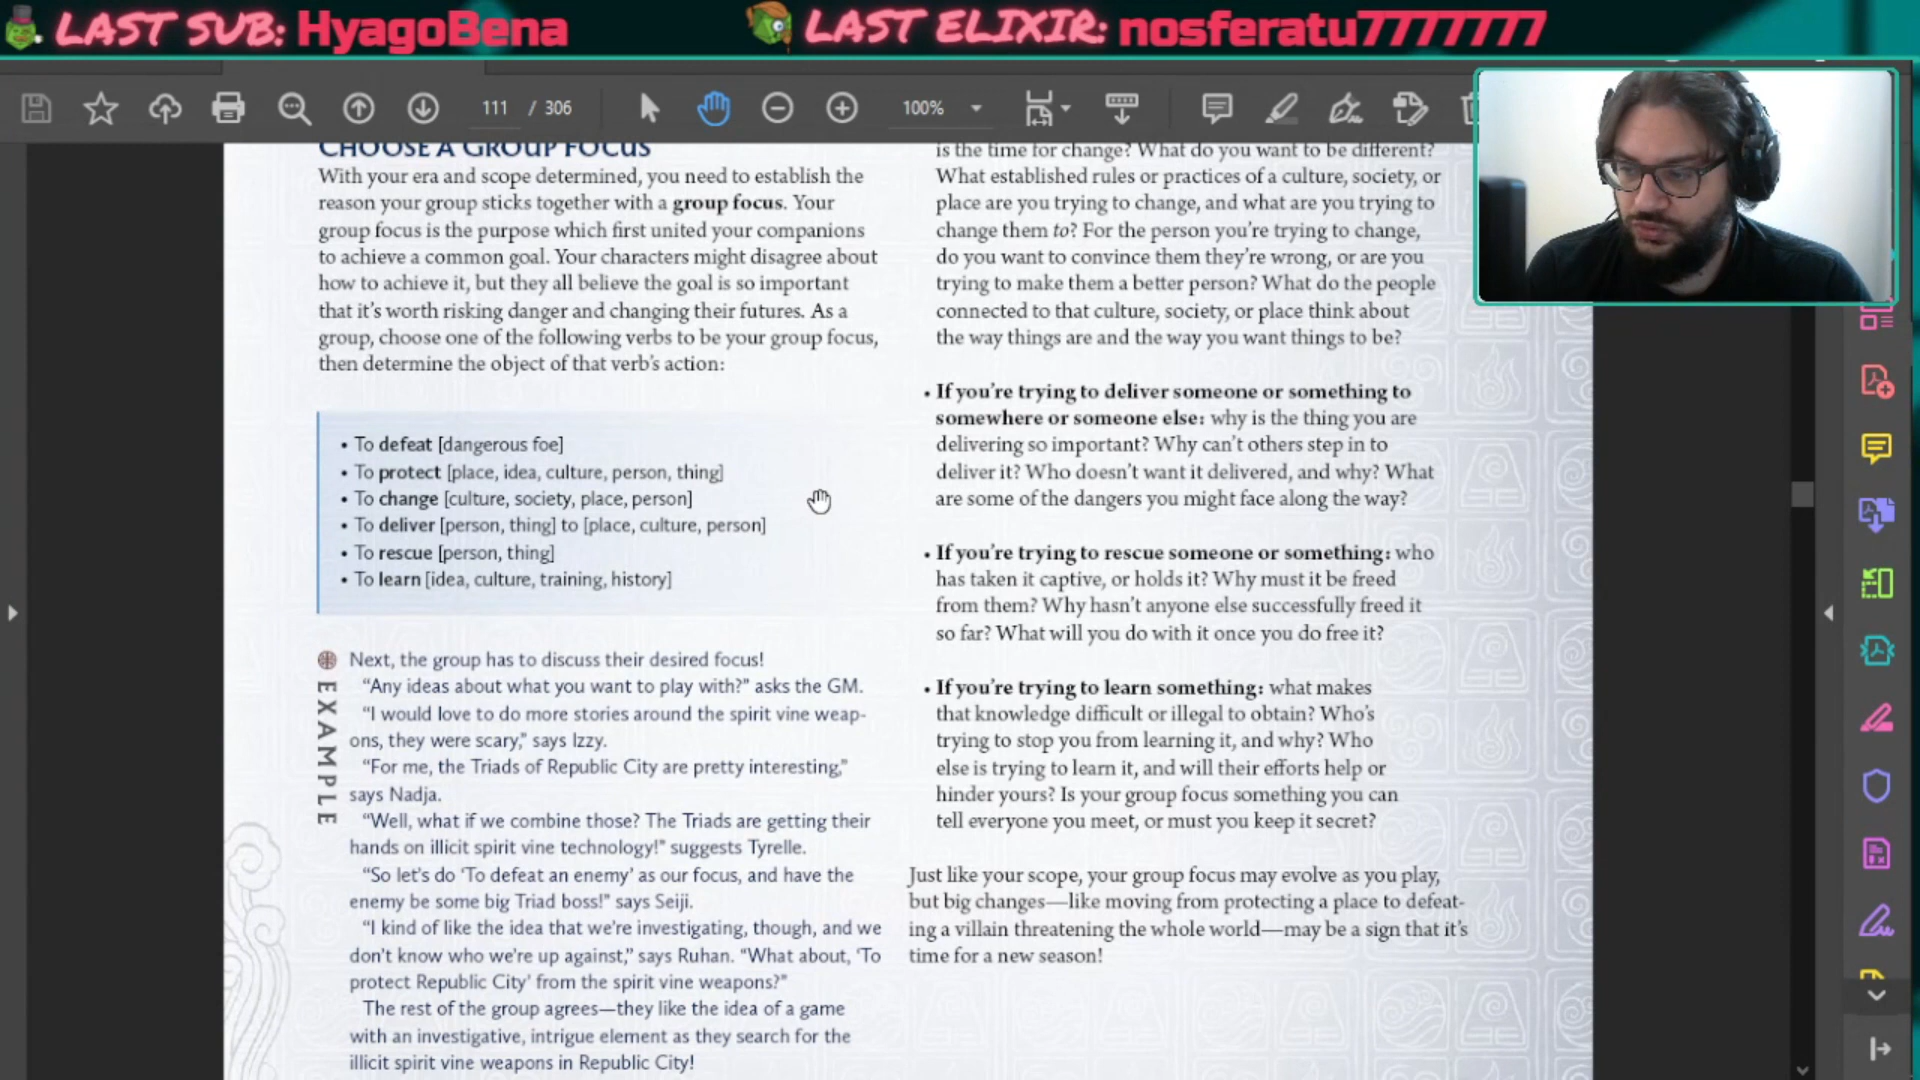 LAST SUB: HyagoBena
LAST ELIXIR: nosferatu7777777
111 / 306
100%
CHOOSE A GROUP FOCUS
With your era and scope determined, you need to establish the
reason your group sticks together with a group focus. Your
group focus is the purpose which first united your companions
to achieve a common goal. Your characters might disagree about
how to achieve it, but they all believe the goal is so important
that it's worth risking danger and changing their futures. As a
group, choose one of the following verbs to be your group focus,
then determine the object of that verb's action:
• To defeat [dangerous foe]
• To protect [place, idea, culture, person, thing]
• To change [culture, society, place, person]
• To deliver [person, thing] to [place, culture, person]
• To rescue [person, thing]
• To learn [idea, culture, training, history]
EXAMPLE
Next, the group has to discuss their desired focus!
“Any ideas about what you want to play with?” asks the GM.
“I would love to do more stories around the spirit vine weap-
ons, they were scary,” says Izzy.
“For me, the Triads of Republic City are pretty interesting,”
says Nadja.
“Well, what if we combine those? The Triads are getting their
hands on illicit spirit vine technology!” suggests Tyrelle.
“So let's do ‘To defeat an enemy’ as our focus, and have the
enemy be some big Triad boss!” says Seiji.
“I kind of like the idea that we're investigating, though, and we
don't know who we're up against,” says Ruhan. “What about, ‘To
protect Republic City’ from the spirit vine weapons?”
The rest of the group agrees—they like the idea of a game
with an investigative, intrigue element as they search for the
illicit spirit vine weapons in Republic City!
is the time for change? What do you want to be different?
What established rules or practices of a culture, society, or
place are you trying to change, and what are you trying to
change them to? For the person you're trying to change,
do you want to convince them they're wrong, or are you
trying to make them a better person? What do the people
connected to that culture, society, or place think about
the way things are and the way you want things to be?
• If you're trying to deliver someone or something to
somewhere or someone else: why is the thing you are
delivering so important? Why can't others step in to
deliver it? Who doesn't want it delivered, and why? What
are some of the dangers you might face along the way?
• If you're trying to rescue someone or something: who
has taken it captive, or holds it? Why must it be freed
from them? Why hasn't anyone else successfully freed it
so far? What will you do with it once you do free it?
• If you're trying to learn something: what makes
that knowledge difficult or illegal to obtain? Who's
trying to stop you from learning it, and why? Who
else is trying to learn it, and will their efforts help or
hinder yours? Is your group focus something you can
tell everyone you meet, or must you keep it secret?
Just like your scope, your group focus may evolve as you play,
but big changes—like moving from protecting a place to defeat-
ing a villain threatening the whole world—may be a sign that it's
time for a new season!